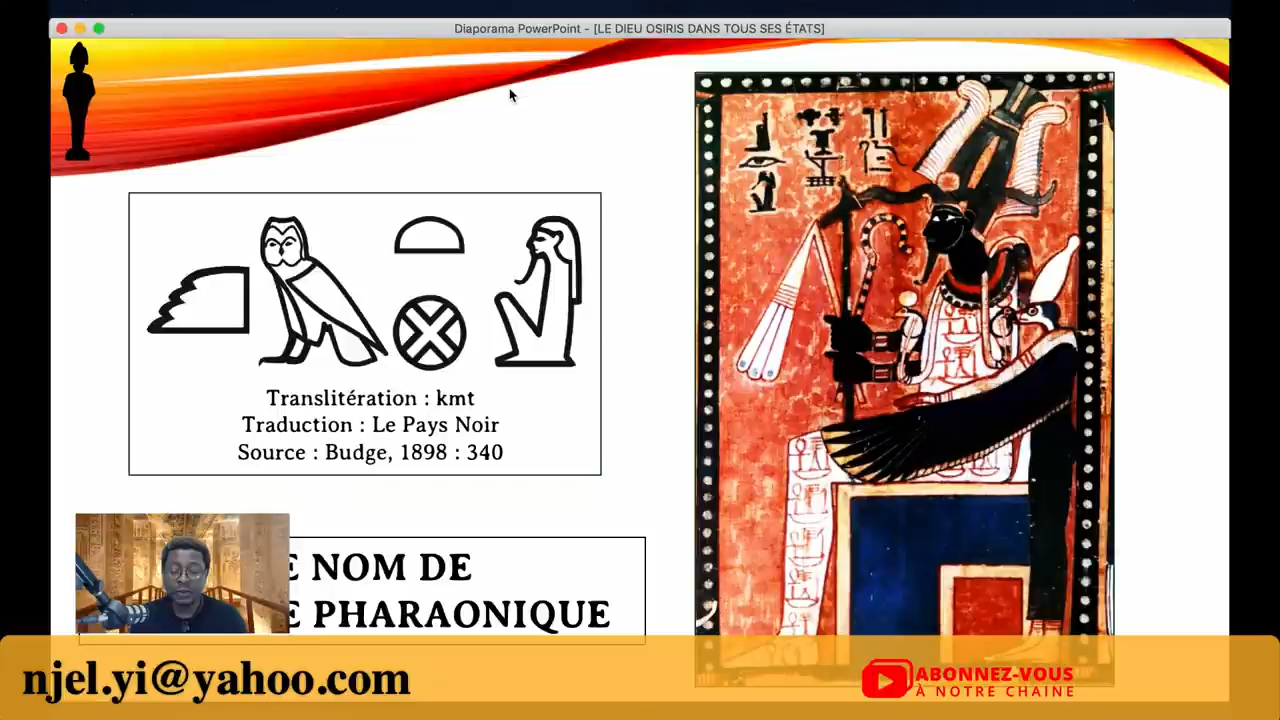 Diaporama PowerPoint - [LE DIEU OSIRIS DANS TOUS SES ÉTATS]
Translitération : kmt
Traduction : Le Pays Noir
Source : Budge, 1898 : 340
E NOM DE
E PHARAONIQUE
njel.yi@yahoo.com
ABONNEZ-VOUS
À NOTRE CHAINE